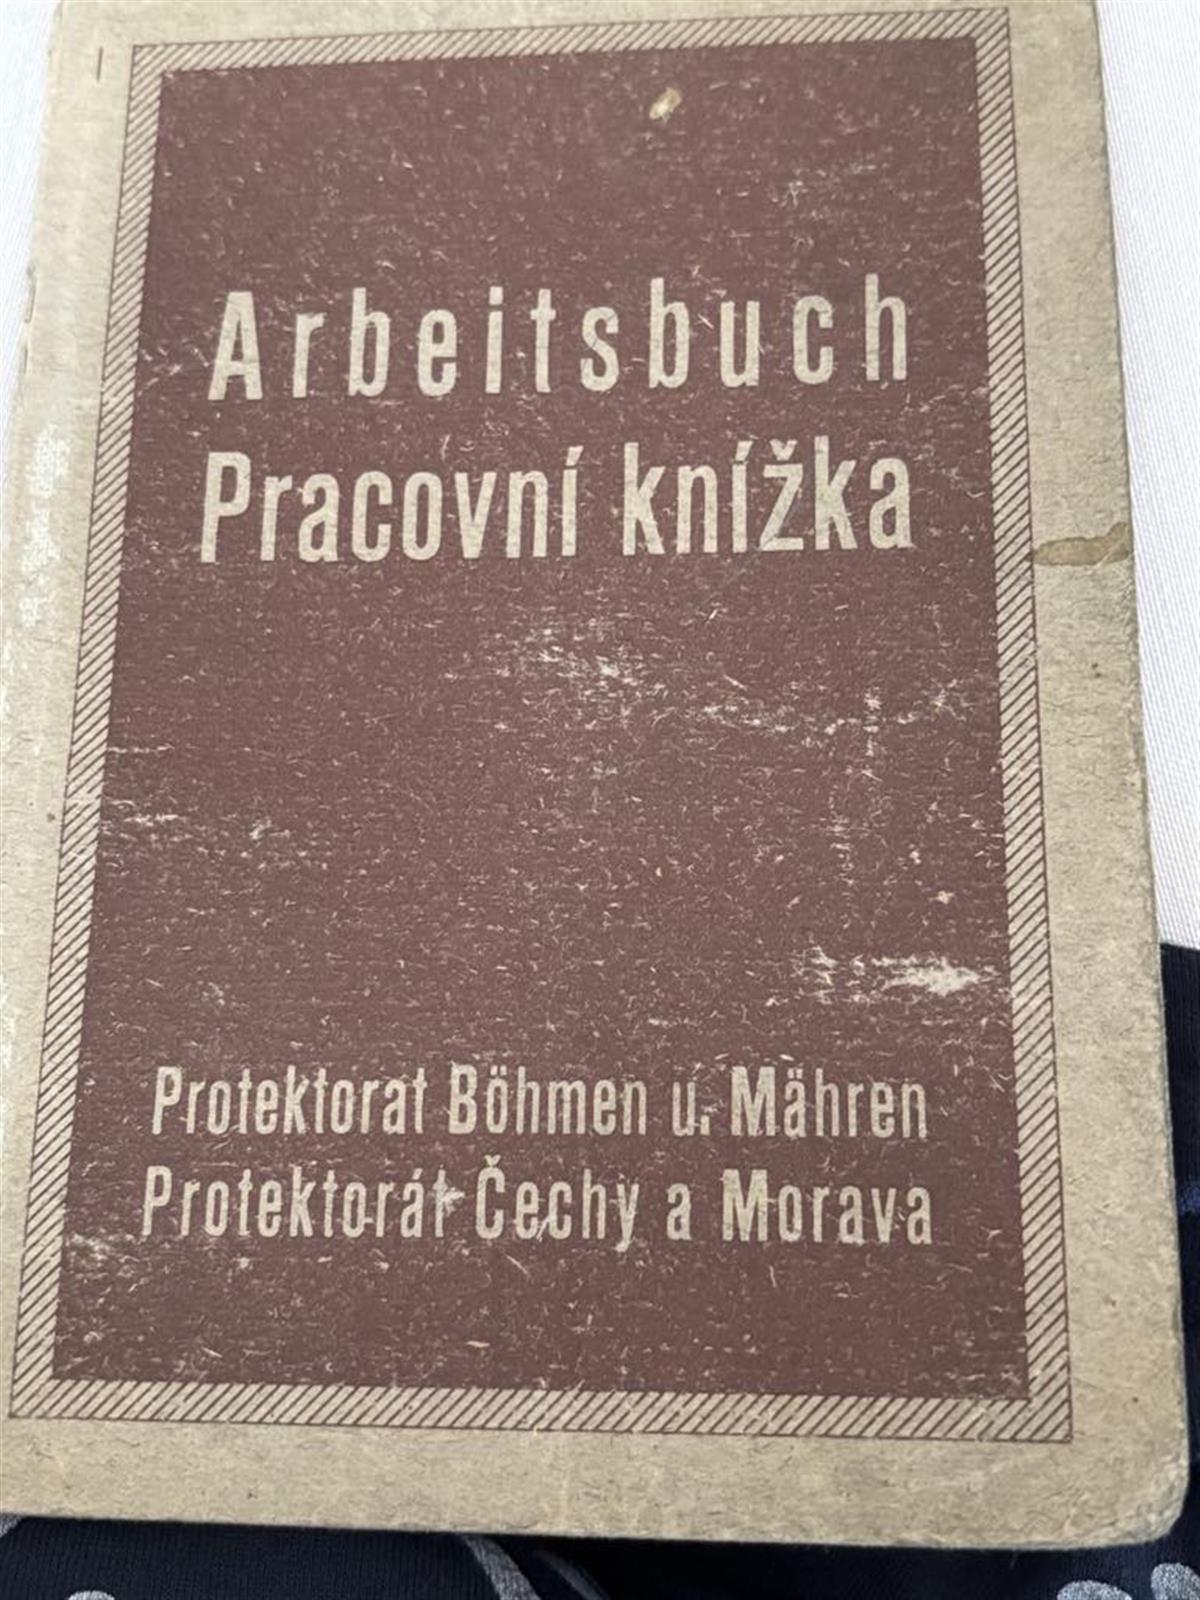 Arbeitsbuch
Pracovní knížka
Protektorat Böhmen u. Mähren
Protektorát Čechy a Morava